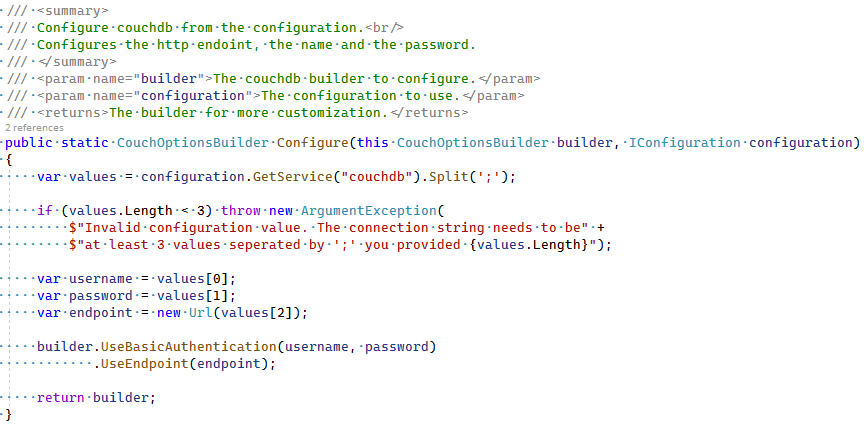 /// <summary>
/// Configure couchdb from the configuration.<br/>
/// Configures the http endoint, the name and the password.
/// </summary>
/// <param name="builder">The couchdb builder to configure.</param>
/// <param name="configuration">The configuration to use.</param>
/// <returns>The builder for more customization.</returns>
2 references
public static CouchOptionsBuilder Configure(this CouchOptionsBuilder builder, IConfiguration configuration)
{
    var values = configuration.GetService("couchdb").Split(';');

    if (values.Length < 3) throw new ArgumentException(
        $"Invalid configuration value. The connection string needs to be" +
        $"at least 3 values seperated by ';' you provided {values.Length}");

    var username = values[0];
    var password = values[1];
    var endpoint = new Url(values[2]);

    builder.UseBasicAuthentication(username, password)
           .UseEndpoint(endpoint);

    return builder;
}